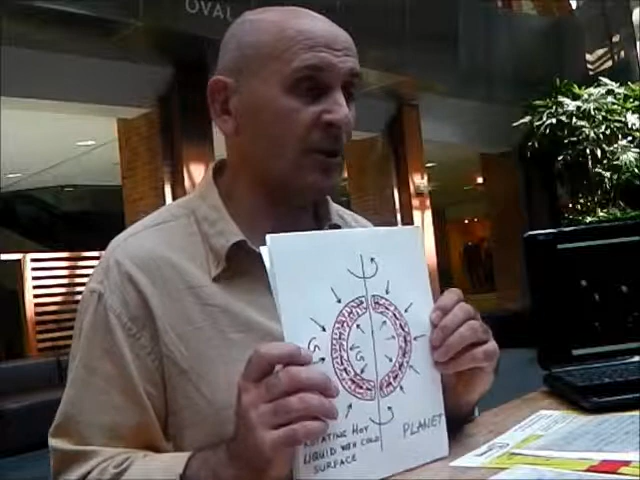 OVAL
PLANET
ROTATING HOT
LIQUID WITH COLD
SURFACE